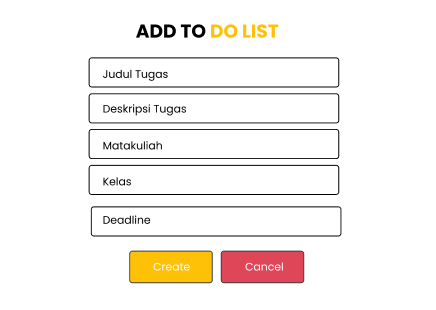 ADD TO DO LIST
Judul Tugas
Deskripsi Tugas
Matakuliah
Kelas
Deadline
Create Cancel